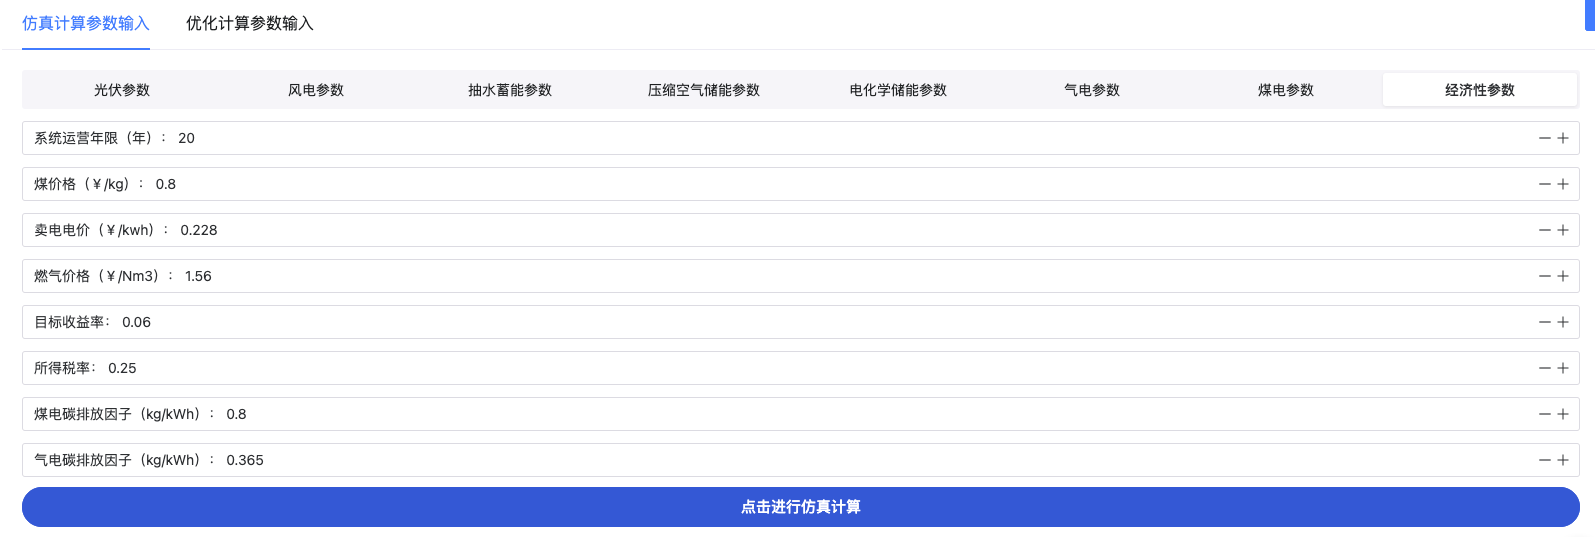 仿真计算参数输入 优化计算参数输入
光伏参数 风电参数 抽水蓄能参数 压缩空气储能参数 电化学储能参数 气电参数 煤电参数 经济性参数
系统运营年限（年）： 20
煤价格（￥/kg）： 0.8
卖电电价（￥/kwh）： 0.228
燃气价格（￥/Nm3）： 1.56
目标收益率： 0.06
所得税率： 0.25
煤电碳排放因子（kg/kWh）： 0.8
气电碳排放因子（kg/kWh）： 0.365
点击进行仿真计算